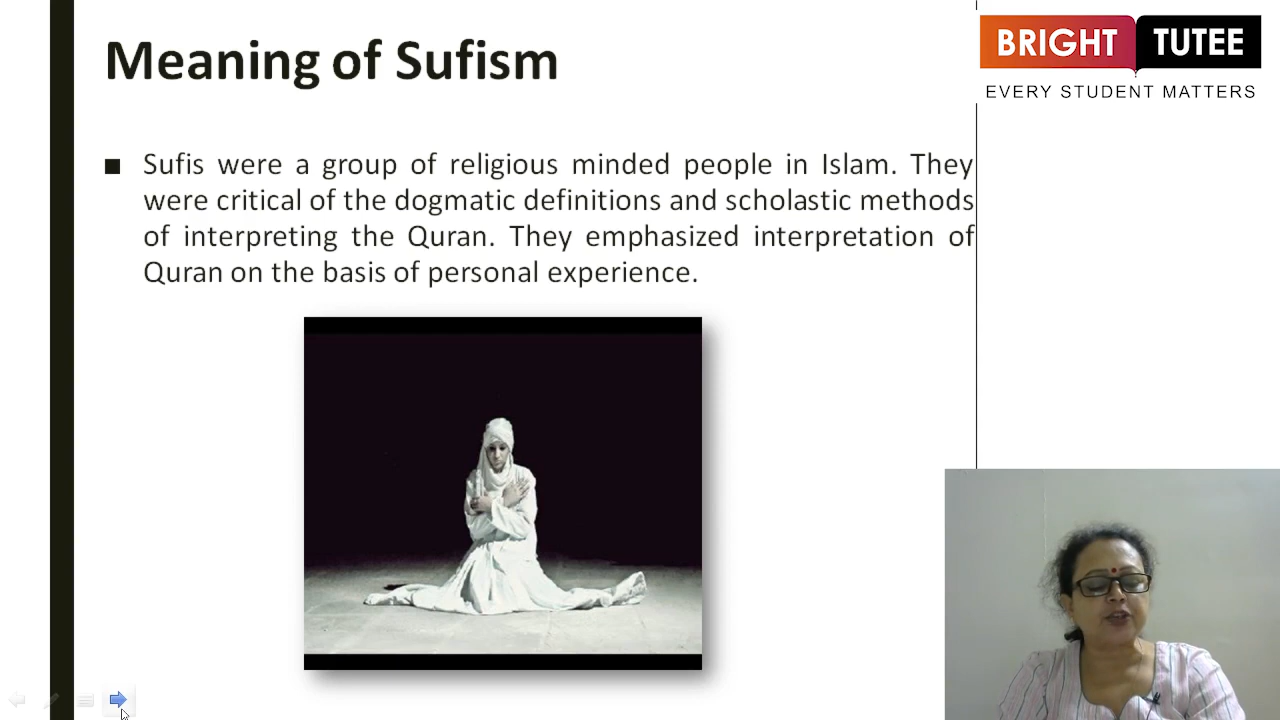 Meaning of Sufism
BRIGHT TUTEE
EVERY STUDENT MATTERS
■ Sufis were a group of religious minded people in Islam. They
were critical of the dogmatic definitions and scholastic methods
of interpreting the Quran. They emphasized interpretation of
Quran on the basis of personal experience.